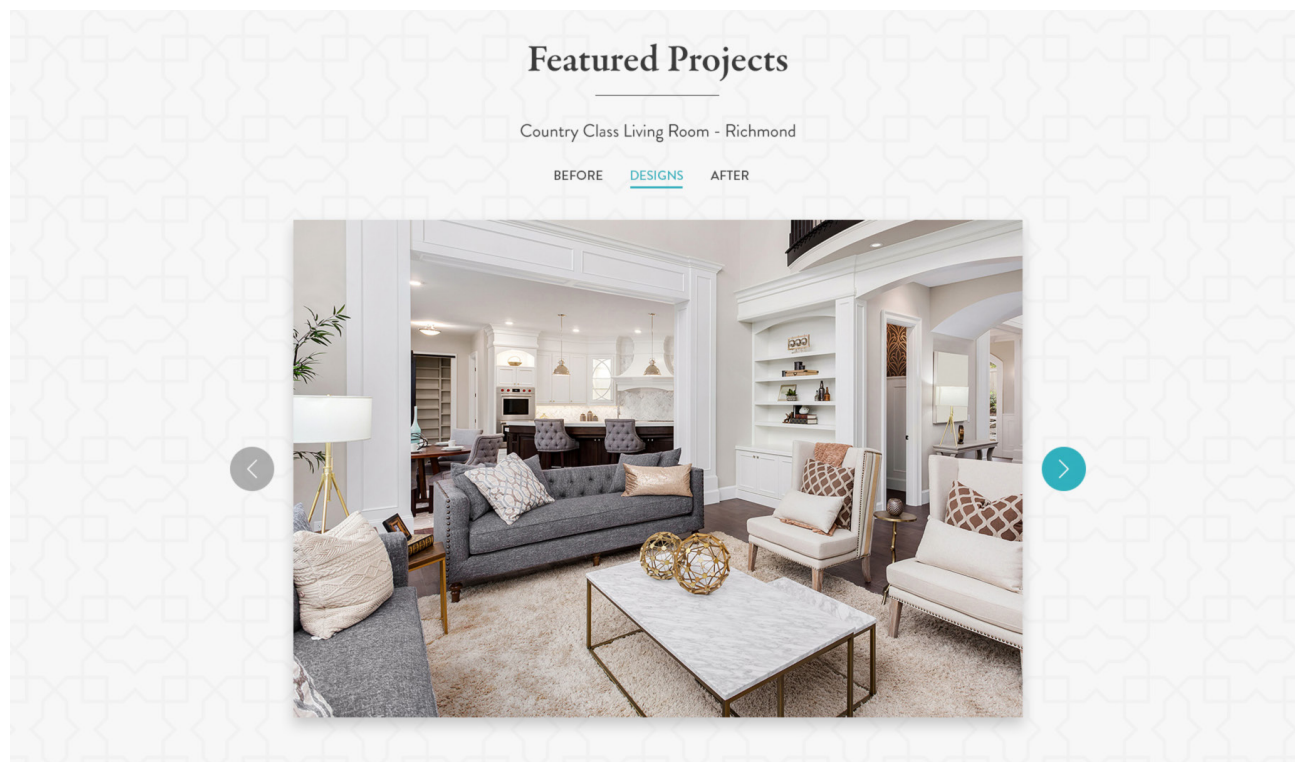 Featured Projects
Country Class Living Room - Richmond
BEFORE DESIGNS AFTER